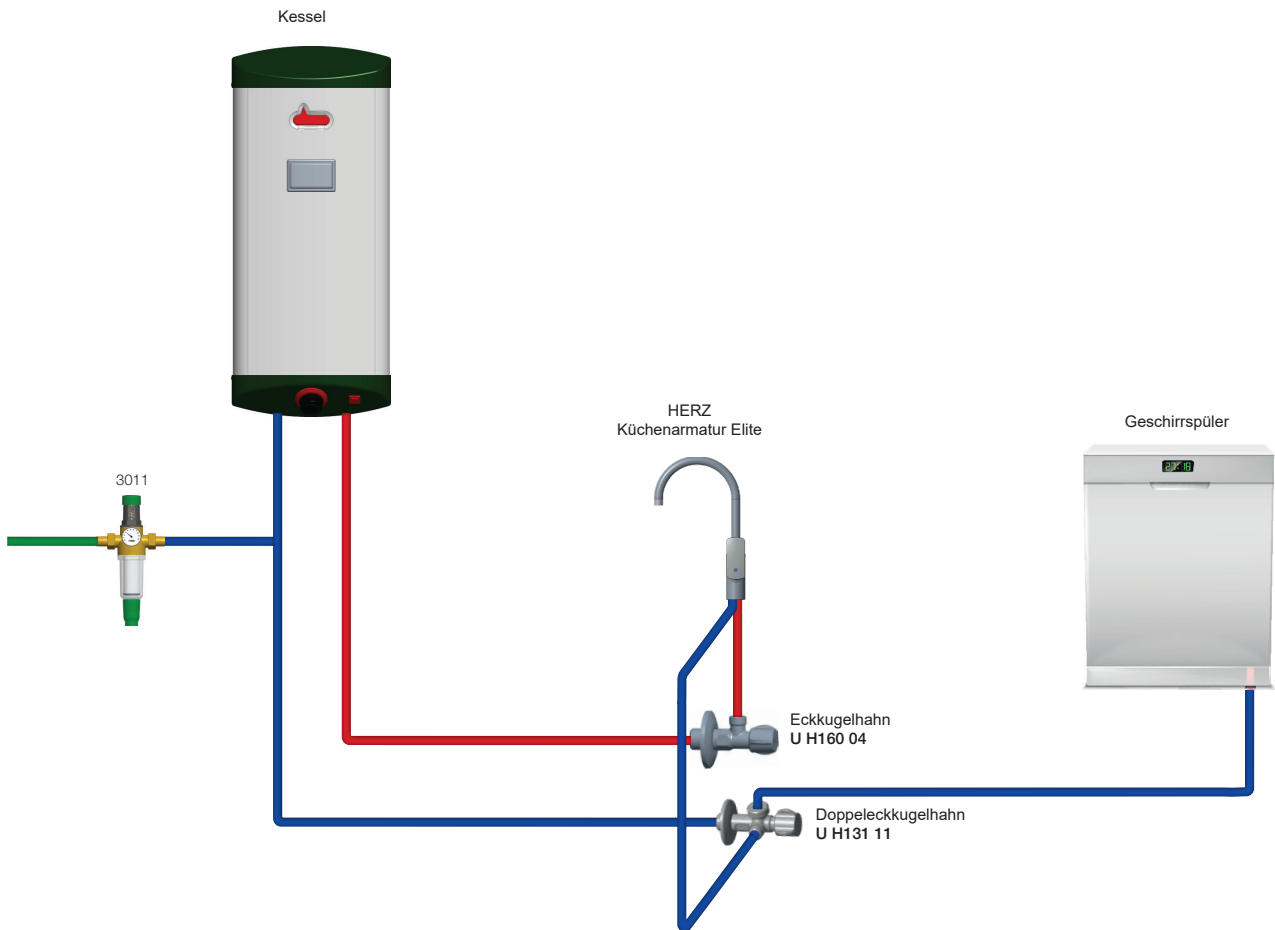 Kessel
HERZ
Küchenarmatur Elite
Geschirrspüler
3011
Eckkugelhahn
U H160 04
Doppeleckkugelhahn
U H131 11